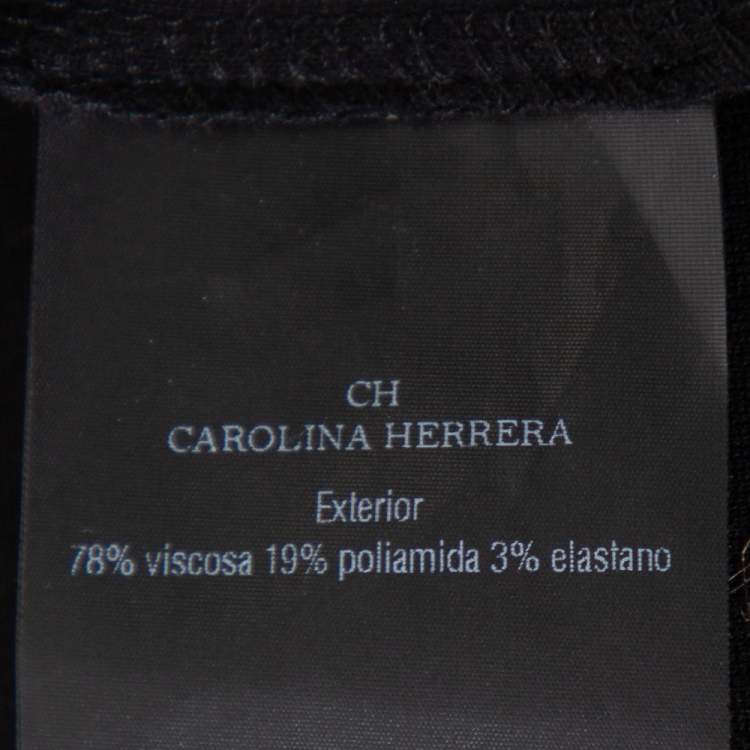 CH
CAROLINA HERRERA
Exterior
78% viscosa 19% poliamida 3% elastano